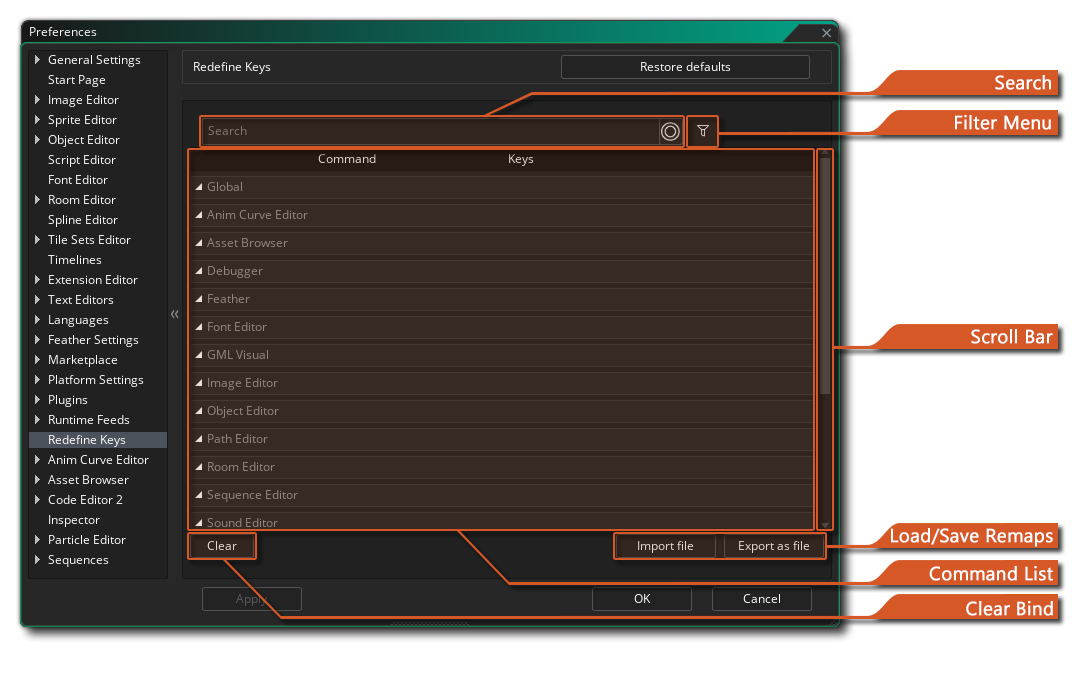 Preferences
General Settings
Start Page
Image Editor
Sprite Editor
Object Editor
Script Editor
Font Editor
Room Editor
Spline Editor
Tile Sets Editor
Timelines
Extension Editor
Text Editors
Languages
Feather Settings
Marketplace
Platform Settings
Plugins
Runtime Feeds
Redefine Keys
Anim Curve Editor
Asset Browser
Code Editor 2
Inspector
Particle Editor
Sequences
Redefine Keys
Restore defaults
Search
Command Keys
Global
Anim Curve Editor
Asset Browser
Debugger
Feather
Font Editor
GML Visual
Image Editor
Object Editor
Path Editor
Room Editor
Sequence Editor
Sound Editor
Clear
Import file
Export as file
Apply
OK
Cancel
Search
Filter Menu
Scroll Bar
Load/Save Remaps
Command List
Clear Bind